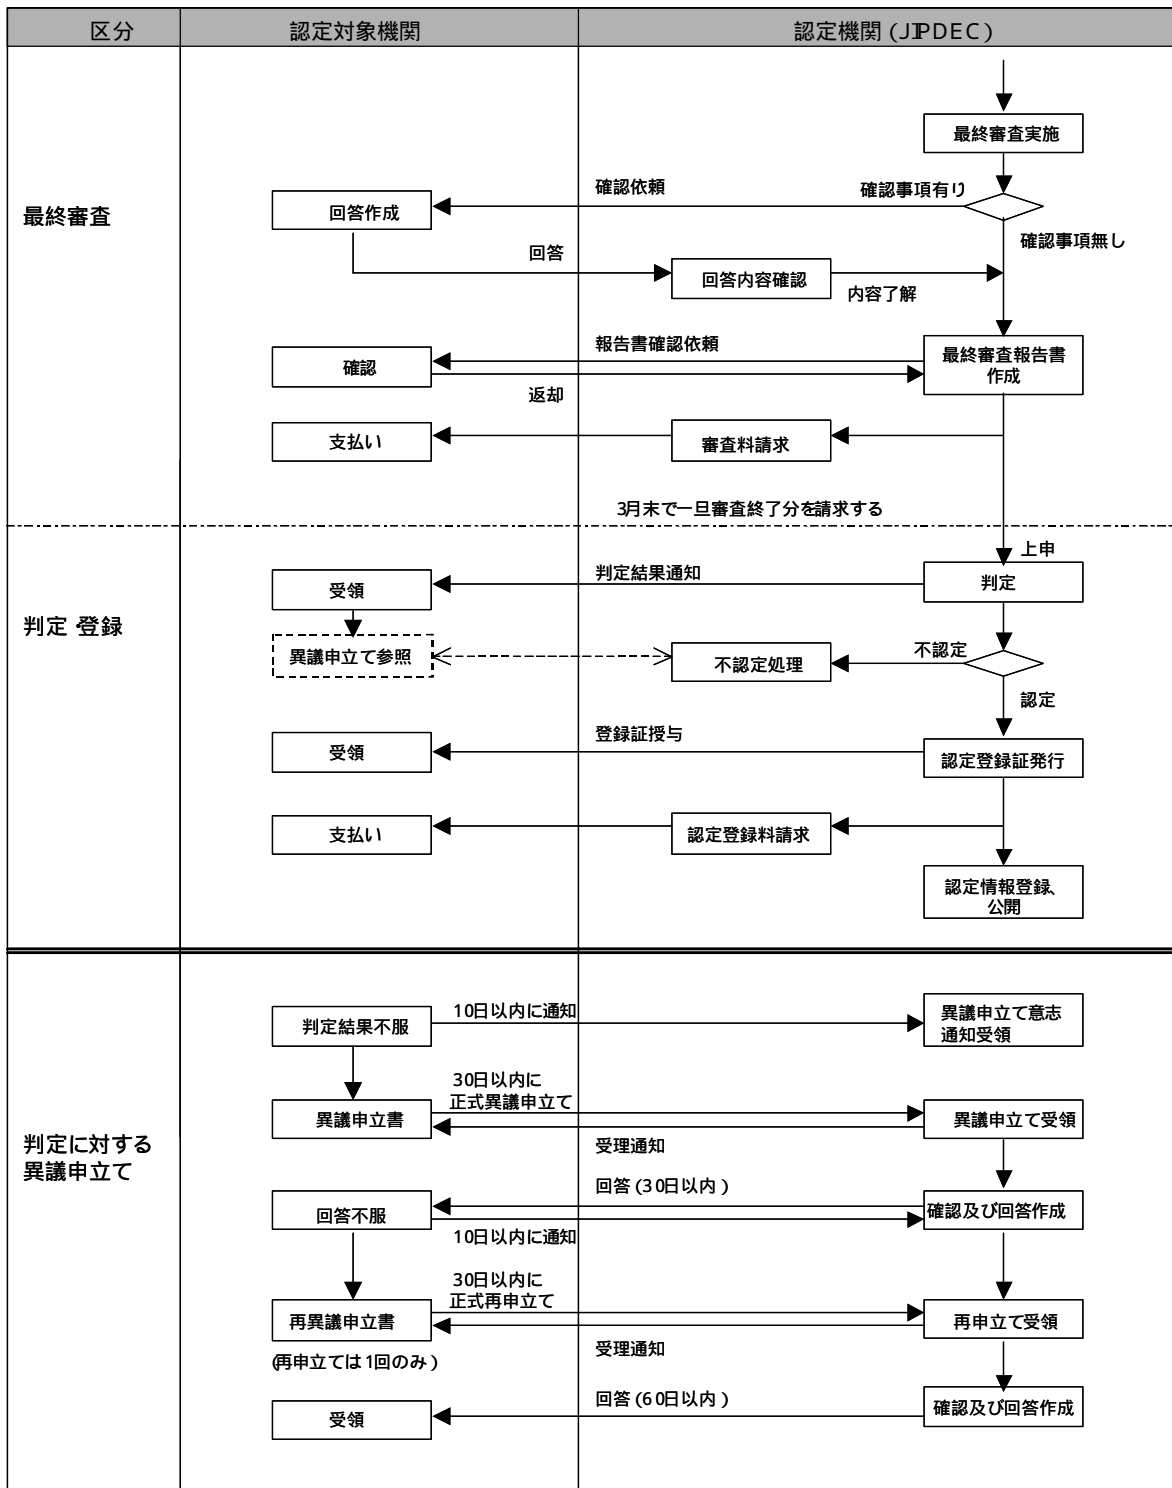 区分
認定対象機関
認定機関(JIPDEC)
最終審査
最終審査実施
確認依頼
確認事項有り
回答作成
確認事項無し
回答
回答内容確認
内容了解
報告書確認依頼
最終審査報告書
作成
確認
返却
支払い
審査料請求
3月末で一旦審査終了分を請求する
上申
判定・登録
判定結果通知
判定
受領
異議申立て参照
不認定処理
不認定
認定
登録証授与
受領
認定登録証発行
支払い
認定登録料請求
認定情報登録、
公開
判定に対する
異議申立て
判定結果不服
10日以内に通知
異議申立て意志
通知受領
30日以内に
正式異議申立て
異議申立書
異議申立て受領
受理通知
回答(30日以内)
回答不服
確認及び回答作成
10日以内に通知
30日以内に
正式再申立て
再異議申立書
再申立て受領
(再申立ては1回のみ)
受理通知
回答(60日以内)
受領
確認及び回答作成